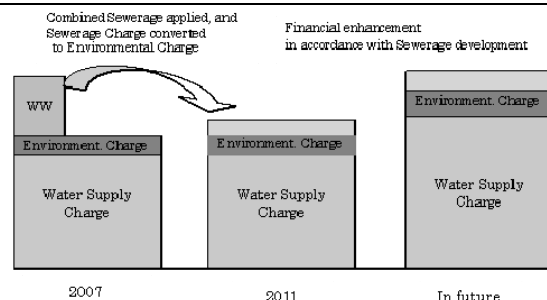 Combined Sewerage applied, and
Sewerage Charge converted
to Environmental Charge
Financial enhancement
in accordance with Sewerage development
WW
Environment. Charge
Water Supply
Charge
Environment. Charge
Water Supply
Charge
Environment. Charge
Water Supply
Charge
2007
2011
In future